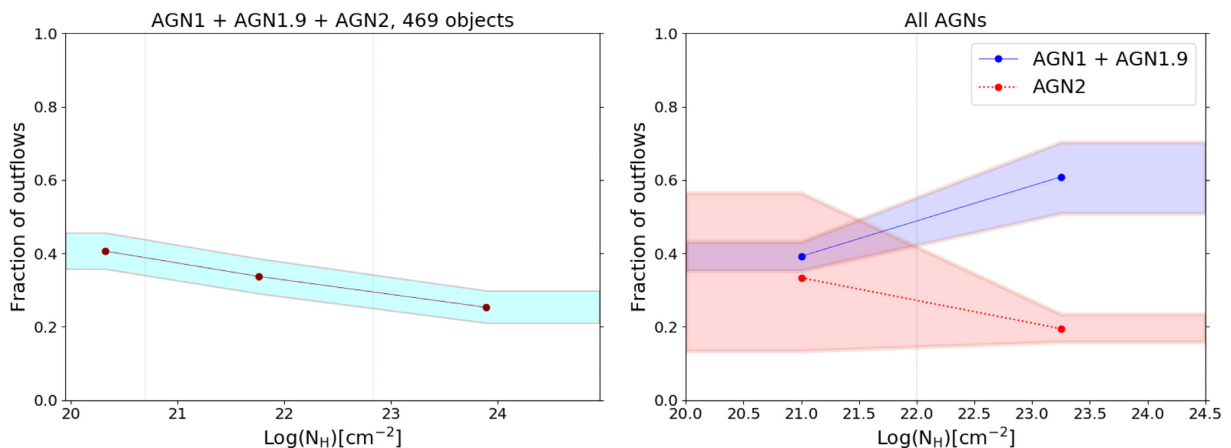 AGN1 + AGN1.9 + AGN2, 469 objects
1.0
0.8
0.6
0.4
0.2
0.0
Fraction of outflows
20 21 22 23 24
Log(N_H)[cm⁻²]
All AGNs
AGN1 + AGN1.9
AGN2
1.0
0.8
0.6
0.4
0.2
0.0
Fraction of outflows
20.0 20.5 21.0 21.5 22.0 22.5 23.0 23.5 24.0 24.5
Log(N_H)[cm⁻²]